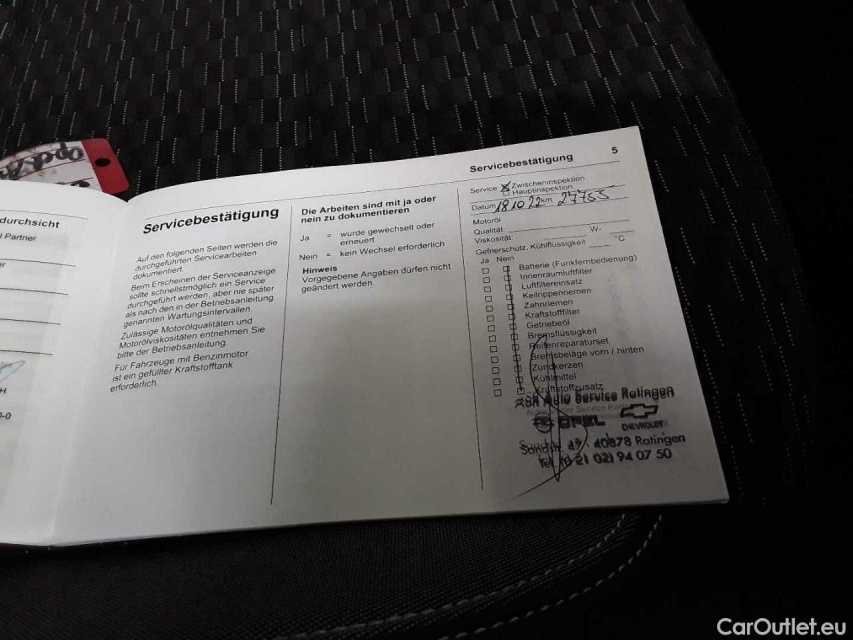 durchsicht
Partner
H
-0
Servicebestätigung
Auf den folgenden Seiten werden die
durchgeführten Servicearbeiten
dokumentiert.
Beim Erscheinen der Serviceanzeige
sollte schnellstmöglich ein Service
durchgeführt werden, aber nie später
als nach den in der Betriebsanleitung
genannten Wartungsintervallen.
Zulässige Motorölqualitäten und
Motorölviskositäten entnehmen Sie
bitte der Betriebsanleitung
Für Fahrzeuge mit Benzinmotor
ist ein gefüllter Kraftstofftank
erforderlich.
Die Arbeiten sind mit ja oder
nein zu dokumentieren
Ja = wurde gewechselt oder
erneuert
Nein = kein Wechsel erforderlich
Hinweis
Vorgegebene Angaben dürfen nicht
geändert werden.
Servicebestätigung 5
Service Zwischeninspektion
Hauptinspektion
Datum 181022 km 27755
Motoröl
Qualität
Viskosität W-
Gefrierschutz, Kühlflüssigkeit °C
Ja Nein
Batterie (Funkfernbedienung)
Innenraumluftfilter
Luftfiltereinsatz
Keilrippenriemen
Zahnriemen
Kraftstofffilter
Getriebeöl
Bremsflüssigkeit
Reifenreparaturset
Bremsbeläge vorn / hinten
Zündkerzen
Kühlmittel
Kraftstoffzusatz
Auto Service Ratingen
OPEL CHEVROLET
Sandstr. 47 · 40878 Ratingen
Tel. (0 21 02) 94 07 50
CarOutlet.eu